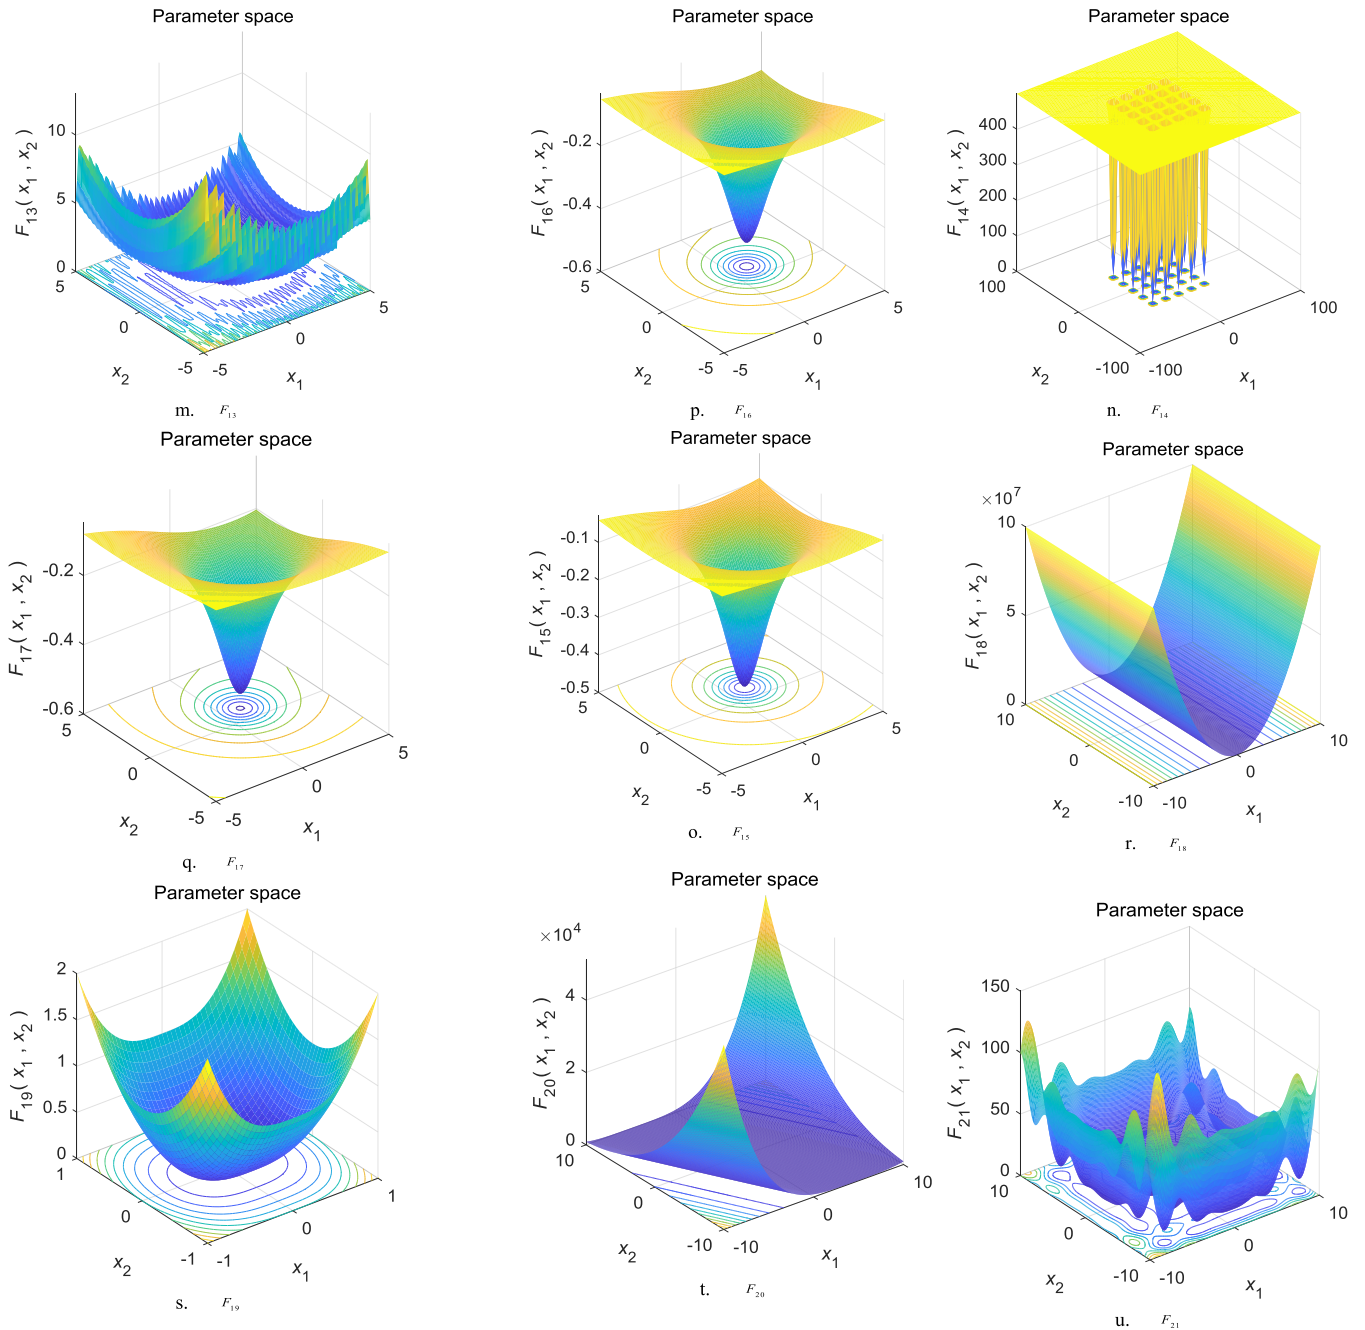 Parameter space
F13( x1 , x2 )
10
5
0
5
0
-5
x2
-5
0
5
x1
m. F13
Parameter space
F16( x1 , x2 )
-0.2
-0.4
-0.6
5
0
-5
x2
-5
0
5
x1
p. F16
Parameter space
F14( x1 , x2 )
400
300
200
100
0
100
0
-100
x2
-100
0
100
x1
n. F14
Parameter space
F17( x1 , x2 )
-0.2
-0.4
-0.6
5
0
-5
x2
-5
0
5
x1
q. F17
Parameter space
F15( x1 , x2 )
-0.1
-0.2
-0.3
-0.4
-0.5
5
0
-5
x2
-5
0
5
x1
o. F15
Parameter space
×10^7
F18( x1 , x2 )
10
5
0
10
0
-10
x2
-10
0
10
x1
r. F18
Parameter space
F19( x1 , x2 )
2
1.5
1
0.5
0
1
0
-1
x2
-1
0
1
x1
s. F19
Parameter space
×10^4
F20( x1 , x2 )
4
2
0
10
0
-10
x2
-10
0
10
x1
t. F20
Parameter space
F21( x1 , x2 )
150
100
50
0
10
0
-10
x2
-10
0
10
x1
u. F21